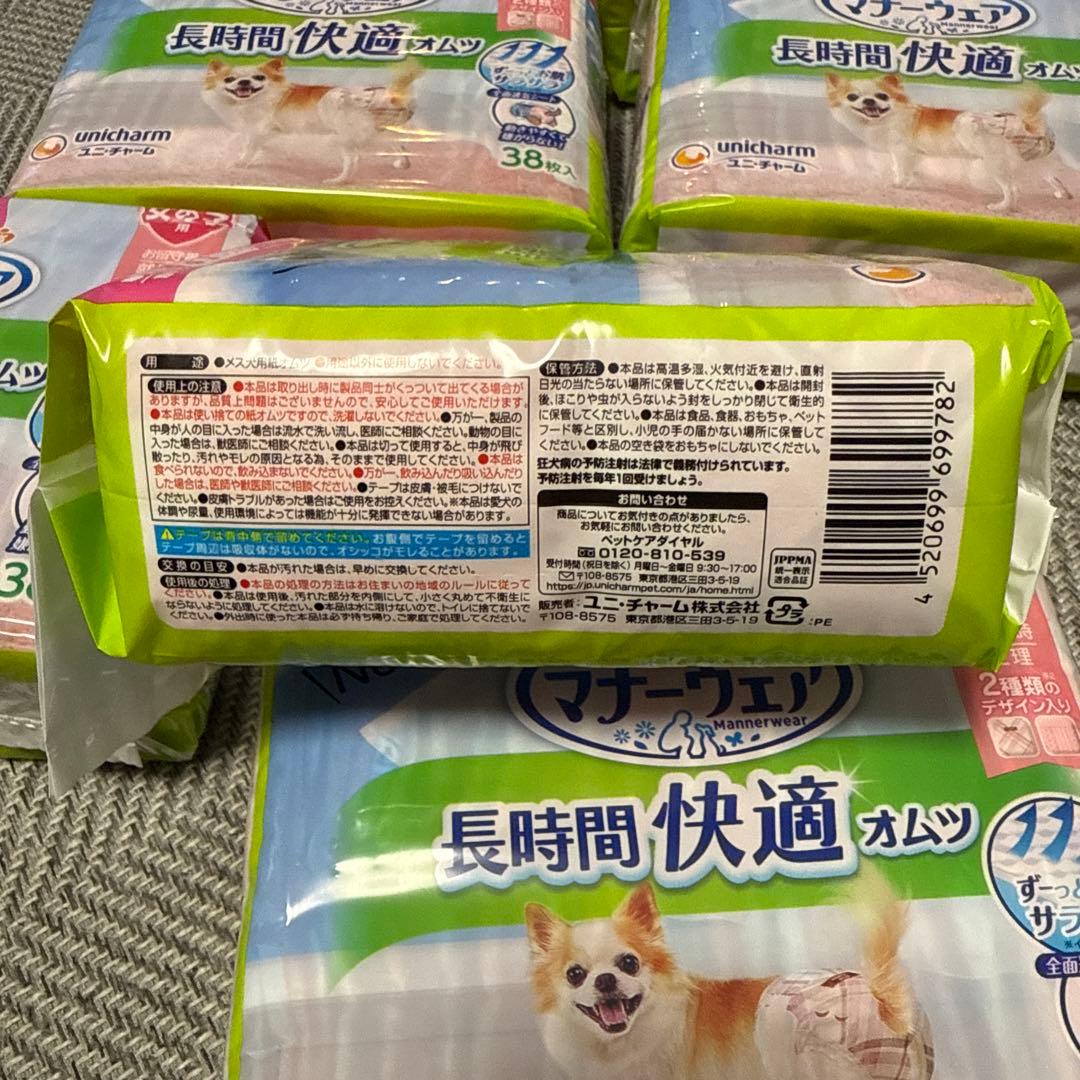 長時間 快適 オムツ
ずーっとお肌
サラサラ
動きやすくて
嫌がらない!
unicharm
ユニ・チャーム
38枚入
マナーウェア
Mannerwear
長時間 快適 オムツ
unicharm
ユニ・チャーム
用
用途 ●メス犬用紙オムツ ●用途以外に使用しないでください。
使用上の注意 ●本品は取り出し時に製品同士がくっついて出てくる場合が
ありますが、品質上問題はございませんので、安心してご使用いただけます。
●本品は使い捨ての紙オムツですので、洗濯しないでください。●万が一、製品の
中身が人の目に入った場合は流水で洗い流し、医師にご相談ください。動物の目に
入った場合は、獣医師にご相談ください。●本品は切って使用すると、中身が飛び
散ったり、汚れやモレの原因となる為、そのままで使用してください。●本品は
食べられないので、飲み込まないでください。●万が一、飲み込んだり吸い込んだり
した場合は、医師や獣医師にご相談ください。●テープは皮膚・被毛につけないで
ください。●皮膚トラブルがあった場合はご使用をお控えください。※本品は愛犬の
体調や尿量、使用環境によっては機能が十分に発揮できない場合があります。
テープは背中側で留めてください。お腹側でテープを留めると
テープ周辺は吸収体がないので、オシッコがモレることがあります。
交換の目安 ●本品が汚れた場合は、早めに交換してください。
使用後の処理 ●本品の処理の方法はお住まいの地域のルールに従って
ください。●本品は使用後、汚れた部分を内側にして、小さく丸めて不衛生に
ならないように処理してください。●本品は水に溶けないので、トイレに捨てないで
ください。●外出時に使った本品は必ず持ち帰り、ご家庭で処理してください。
保管方法 ●本品は高温多湿、火気付近を避け、直射
日光の当たらない場所に保管してください。●本品は開封
後、ほこりや虫が入らないよう封をしっかり閉じて衛生的
に保管してください。●本品は食品、食器、おもちゃ、ペット
フード等と区別し、小児の手の届かない場所に保管して
ください。●本品の空き袋をおもちゃにしないでください。
狂犬病の予防注射は法律で義務付けられています。
予防注射を毎年1回受けましょう。
お問い合わせ
商品についてお気付きの点がありましたら、
お気軽にお問い合わせください。
ペットケアダイヤル
0120-810-539
受付時間(祝日を除く) 月曜日~金曜日 9:30~17:00
〒108-8575 東京都港区三田3-5-19
https://jp.unicharmpet.com/ja/home.html
販売者: ユニ・チャーム株式会社
〒108-8575 東京都港区三田3-5-19
プラ
:PE
JPPMA
統一表示
適合品証
4 520699 699782
マナーウェア
Mannerwear
2種類の
デザイン入り
長時間 快適 オムツ
ずーっと
サラ
全面